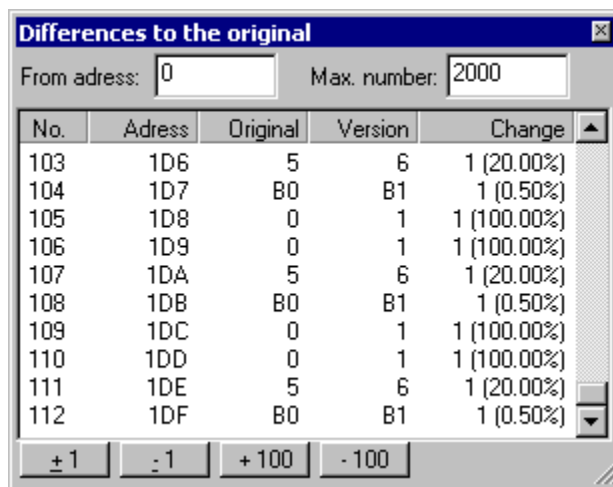 Differences to the original
From adress: 0 Max. number: 2000
No. Adress Original Version Change
103 1D6 5 6 1 (20.00%)
104 1D7 B0 B1 1 (0.50%)
105 1D8 0 1 1 (100.00%)
106 1D9 0 1 1 (100.00%)
107 1DA 5 6 1 (20.00%)
108 1DB B0 B1 1 (0.50%)
109 1DC 0 1 1 (100.00%)
110 1DD 0 1 1 (100.00%)
111 1DE 5 6 1 (20.00%)
112 1DF B0 B1 1 (0.50%)
+ 1 - 1 + 100 - 100